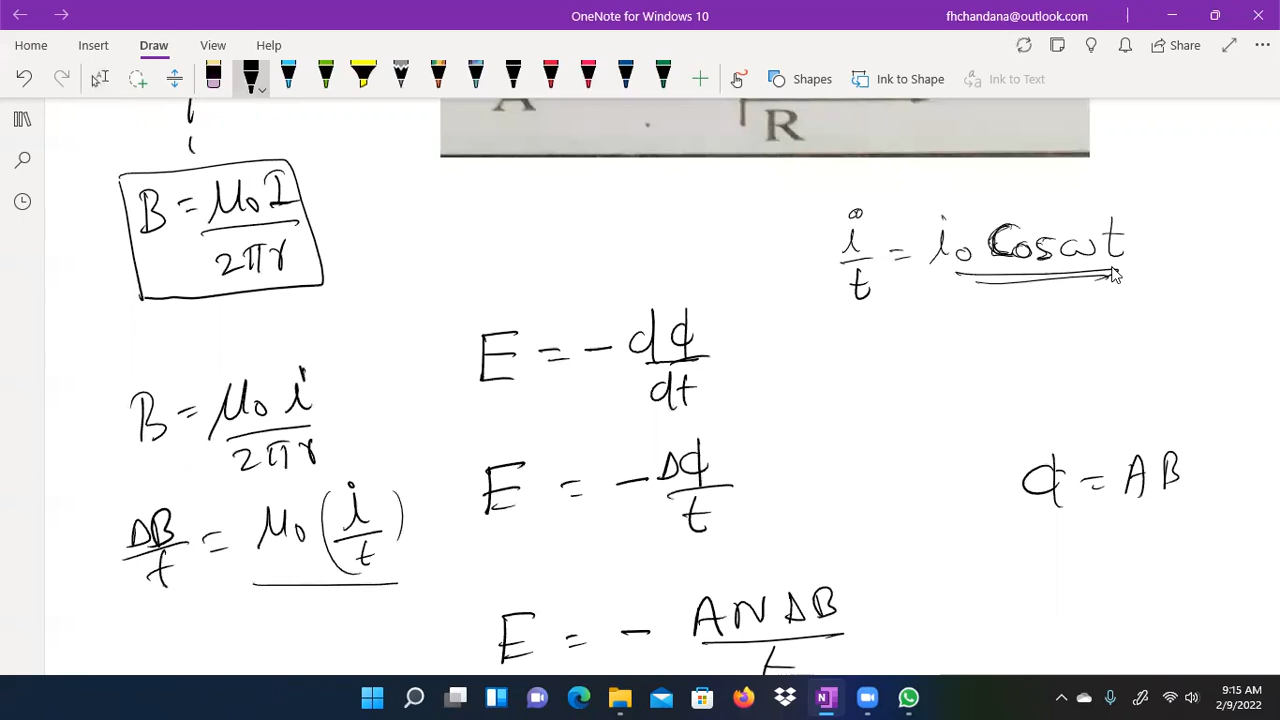 OneNote for Windows 10
fhchandana@outlook.com
Home Insert Draw View Help
Share
Shapes
Ink to Shape
Ink to Text
A
R
B = μ₀I / 2πr
i/t = i₀ Cosωt
E = - dϕ/dt
B = μ₀i / 2πr
E = - Δϕ/t
ϕ = AB
ΔB/t = μ₀(i/t)
E = - ANΔB/t
9:15 AM
2/9/2022